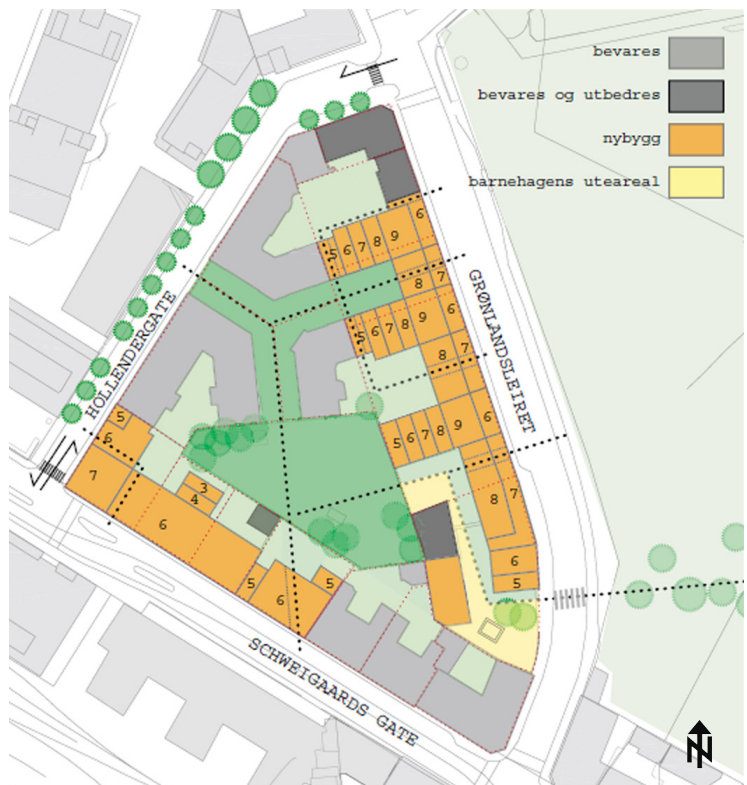 bevares
bevares og utbedres
nybygg
barnehagens uteareal
HOLLENDERGATE
GRØNLANDSLEIRET
SCHWEIGAARDS GATE
6
5 6 7 8 9
7
8
5 6 7 8 9 6
7
8
5 6 7 8 9 6
8 7
6
5
5
6
7
6
3
4
5
6
5
N